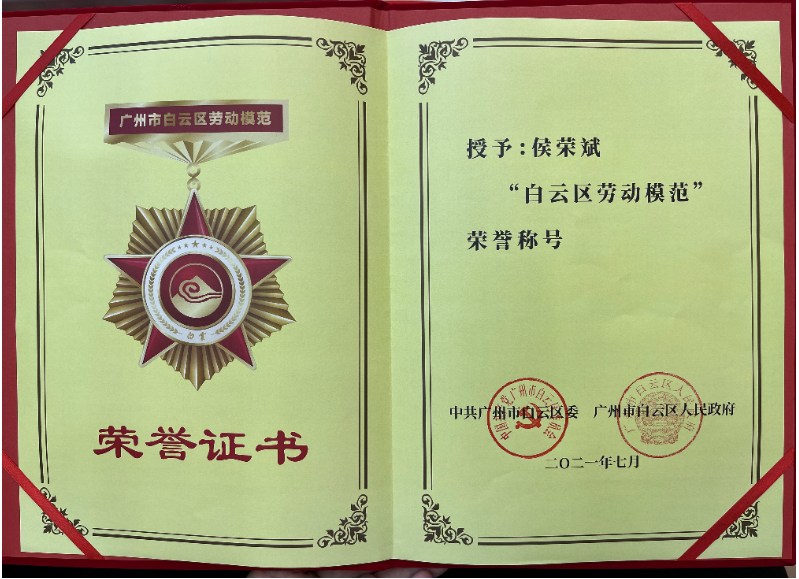 广州市白云区劳动模范
白云
荣誉证书
授予：侯荣斌
“白云区劳动模范”
荣誉称号
中共广州市白云区委 广州市白云区人民政府
二〇二一年七月